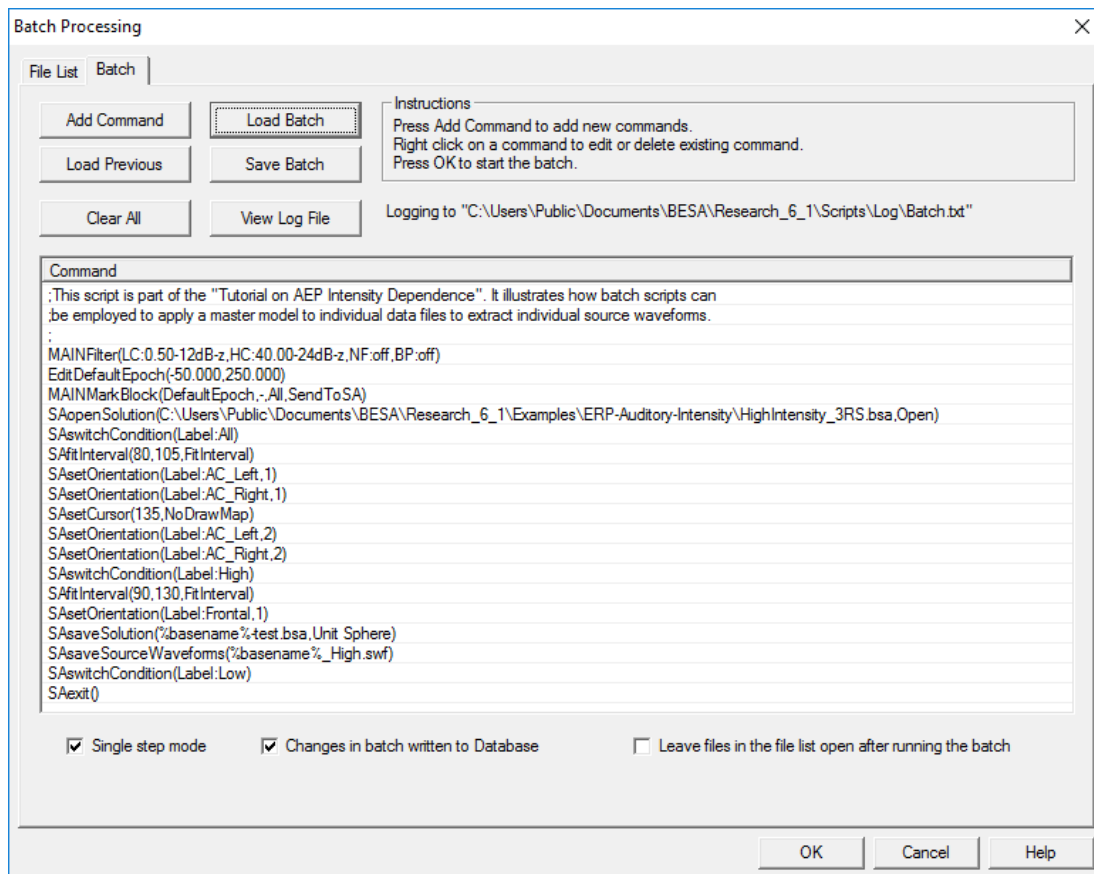 Batch Processing
File List
Batch
Add Command
Load Batch
Load Previous
Save Batch
Clear All
View Log File
Instructions
Press Add Command to add new commands.
Right click on a command to edit or delete existing command.
Press OK to start the batch.
Logging to "C:\Users\Public\Documents\BESA\Research_6_1\Scripts\Log\Batch.txt"
Command
;This script is part of the "Tutorial on AEP Intensity Dependence". It illustrates how batch scripts can
;be employed to apply a master model to individual data files to extract individual source waveforms.
;
MAINFilter(LC:0.50-12dB-z,HC:40.00-24dB-z,NF:off,BP:off)
EditDefaultEpoch(-50.000,250.000)
MAINMarkBlock(DefaultEpoch,-,All,SendToSA)
SAopenSolution(C:\Users\Public\Documents\BESA\Research_6_1\Examples\ERP-Auditory-Intensity\HighIntensity_3RS.bsa,Open)
SAswitchCondition(Label:All)
SAfitInterval(80,105,FitInterval)
SAsetOrientation(Label:AC_Left,1)
SAsetOrientation(Label:AC_Right,1)
SAsetCursor(135,NoDrawMap)
SAsetOrientation(Label:AC_Left,2)
SAsetOrientation(Label:AC_Right,2)
SAswitchCondition(Label:High)
SAfitInterval(90,130,FitInterval)
SAsetOrientation(Label:Frontal,1)
SAsaveSolution(%basename%-test.bsa,Unit Sphere)
SAsaveSourceWaveforms(%basename%_High.swf)
SAswitchCondition(Label:Low)
SAexit()
Single step mode
Changes in batch written to Database
Leave files in the file list open after running the batch
OK
Cancel
Help